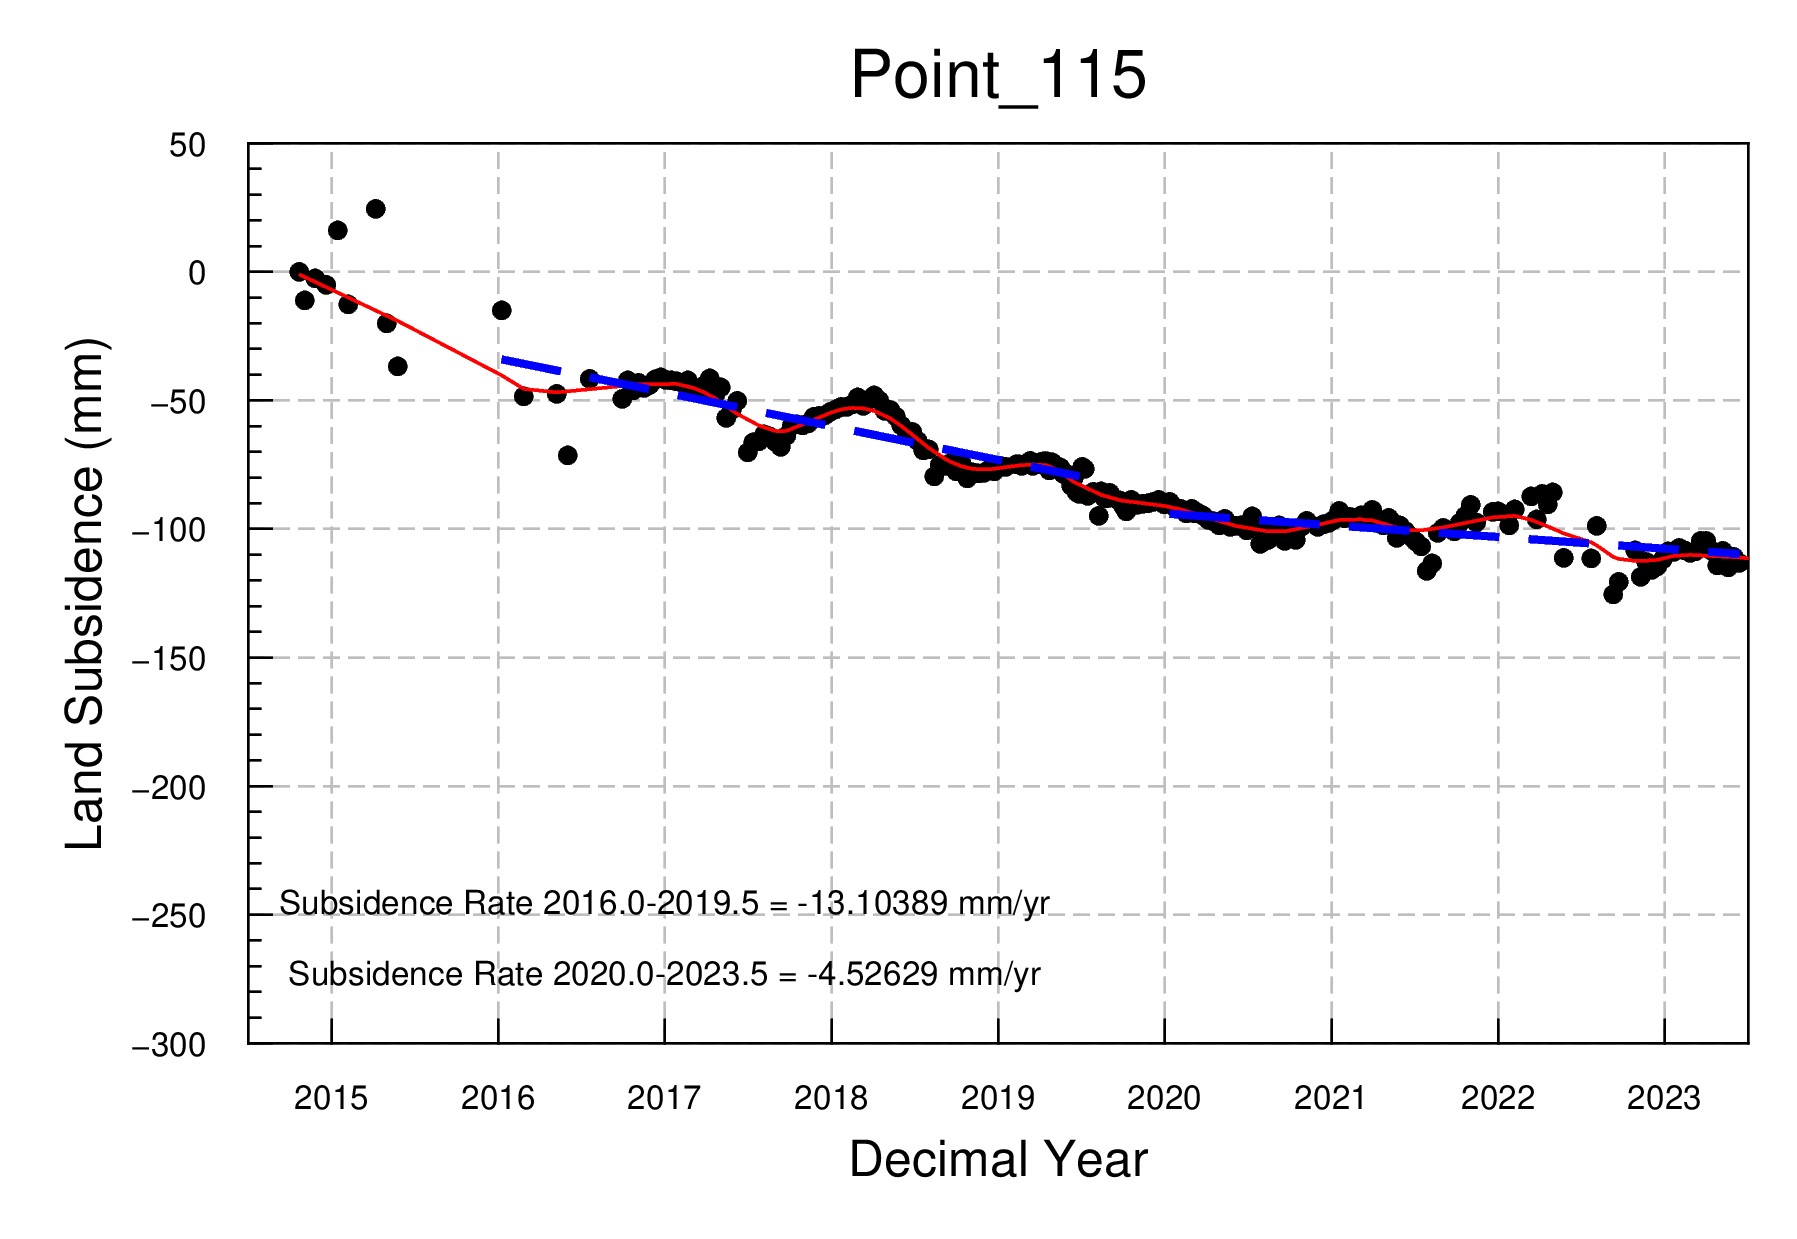 Point_115
50
0
−50
−100
−150
−200
−250
−300
Land Subsidence (mm)
Subsidence Rate 2016.0-2019.5 = -13.10389 mm/yr
Subsidence Rate 2020.0-2023.5 = -4.52629 mm/yr
2015 2016 2017 2018 2019 2020 2021 2022 2023
Decimal Year